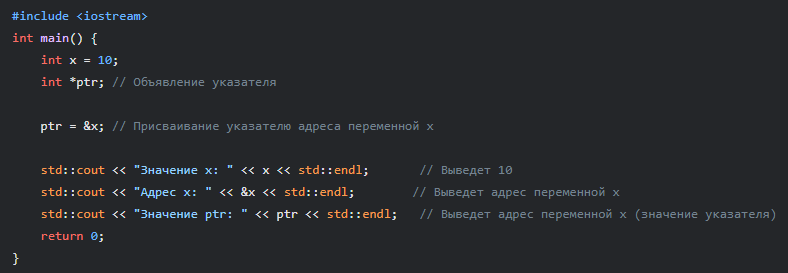 #include <iostream>
int main() {
    int x = 10;
    int *ptr; // Объявление указателя
    ptr = &x; // Присваивание указателю адреса переменной x
    std::cout << "Значение x: " << x << std::endl;       // Выведет 10
    std::cout << "Адрес x: " << &x << std::endl;        // Выведет адрес переменной x
    std::cout << "Значение ptr: " << ptr << std::endl;   // Выведет адрес переменной x (значение указателя)
    return 0;
}